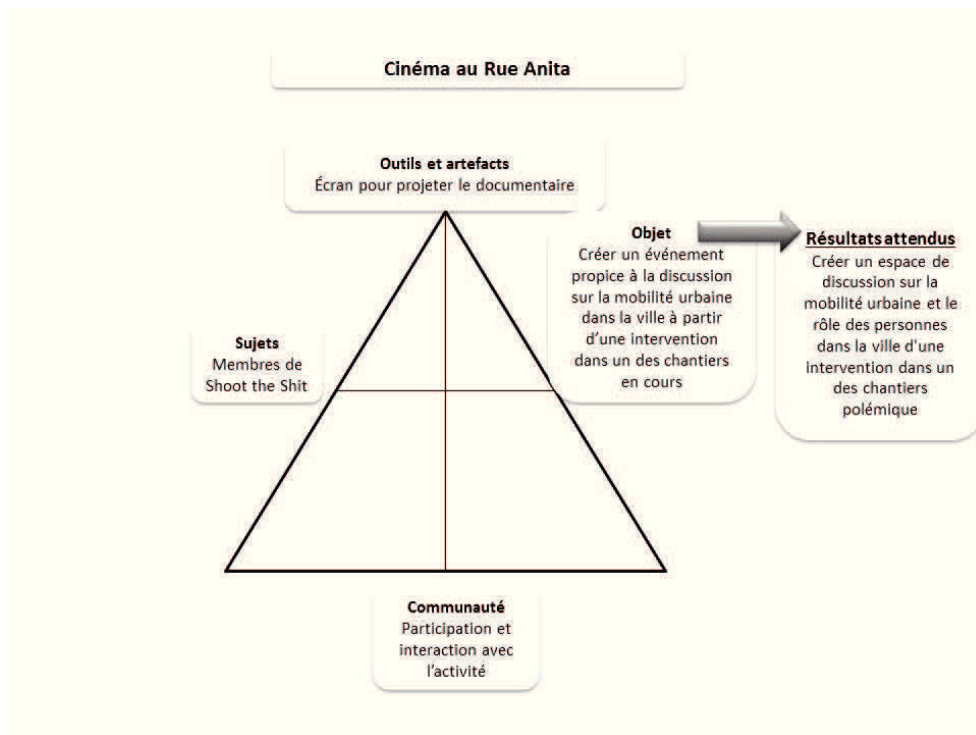 Cinéma au Rue Anita
Outils et artefacts
Écran pour projeter le documentaire
Sujets
Membres de
Shoot the Shit
Objet
Créer un événement
propice à la discussion
sur la mobilité urbaine
dans la ville à partir
d'une intervention
dans un des chantiers
en cours
Résultats attendus
Créer un espace de
discussion sur la
mobilité urbaine et le
rôle des personnes
dans la ville d'une
intervention dans un
des chantiers
polémique
Communauté
Participation et
interaction avec
l'activité